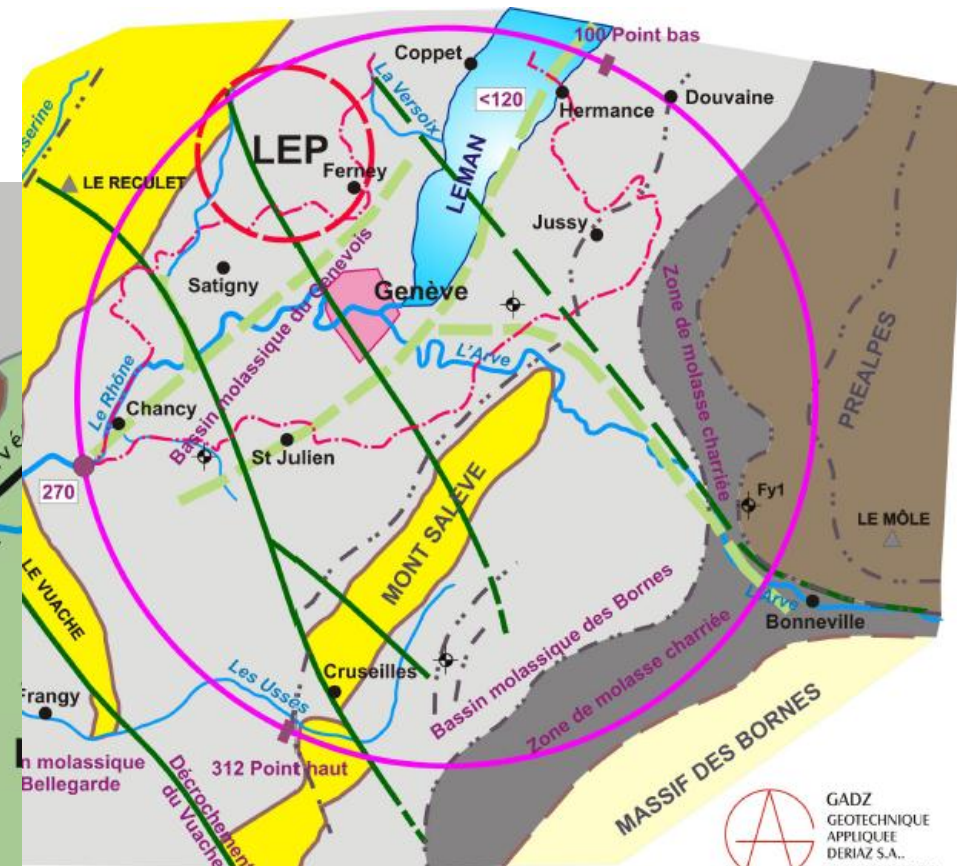 100 Point bas
Coppet
La Versoix
<120
Hermance
Douvaine
LEP
Ferney
LE RECULET
LEMAN
Jussy
Satigny
Genève
Bassin molassique du Genevois
Zone de molasse charriée
PREALPES
L'Arve
Le Rhône
Chancy
St Julien
270
MONT SALÈVE
Fy1
LE MÔLE
LE VUACHE
L'Arve
Bonneville
Bassin molassique des Bornes
Zone de molasse charriée
Cruseilles
Les Usses
Frangy
312 Point haut
molassique
Bellegarde
Décrochement
du Vuache
MASSIF DES BORNES
GADZ
GEOTECHNIQUE
APPLIQUEE
DERIAZ S.A..